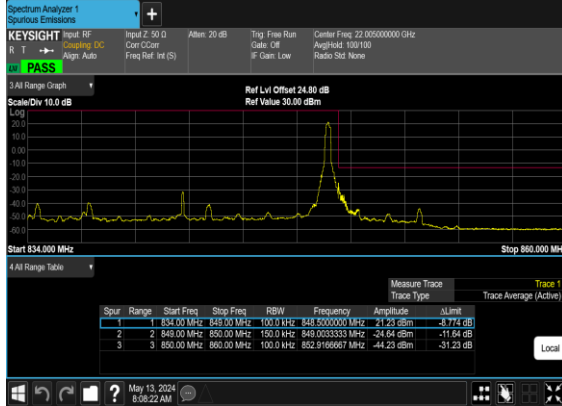 Spectrum Analyzer 1
Spurious Emissions
+
KEYSIGHT Input: RF Input Z: 50 Ω Atten: 20 dB Trig: Free Run Center Freq: 22.005000000 GHz
R T Coupling: DC Corr CCorr Gate: Off Avg|Hold: 100/100
Align: Auto Freq Ref: Int (S) IF Gain: Low Radio Std: None
PASS
3 All Range Graph
Ref Lvl Offset 24.80 dB
Scale/Div 10.0 dB Ref Value 30.00 dBm
Log
20.0
10.0
0.00
-10.0
-20.0
-30.0
-40.0
-50.0
-60.0
Start 834.000 MHz Stop 860.000 MHz
4 All Range Table
Measure Trace Trace 1
Trace Type Trace Average (Active)
Spur Range Start Freq Stop Freq RBW Frequency Amplitude ΔLimit
1 1 834.00 MHz 849.00 MHz 100.0 kHz 848.5000000 MHz 21.23 dBm -8.774 dB
2 2 849.00 MHz 850.00 MHz 150.0 kHz 849.0033333 MHz -24.64 dBm -11.64 dB
3 3 850.00 MHz 860.00 MHz 100.0 kHz 852.9166667 MHz -44.23 dBm -31.23 dB
Local
?
May 13, 2024
8:08:22 AM